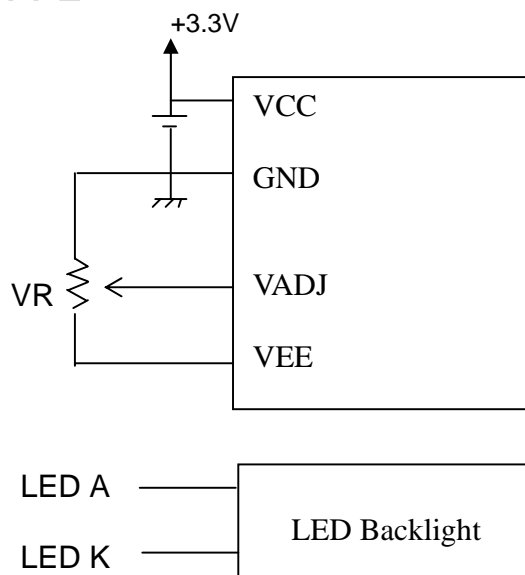 +3.3V
VCC
GND
VR
VADJ
VEE
LED A
LED Backlight
LED K